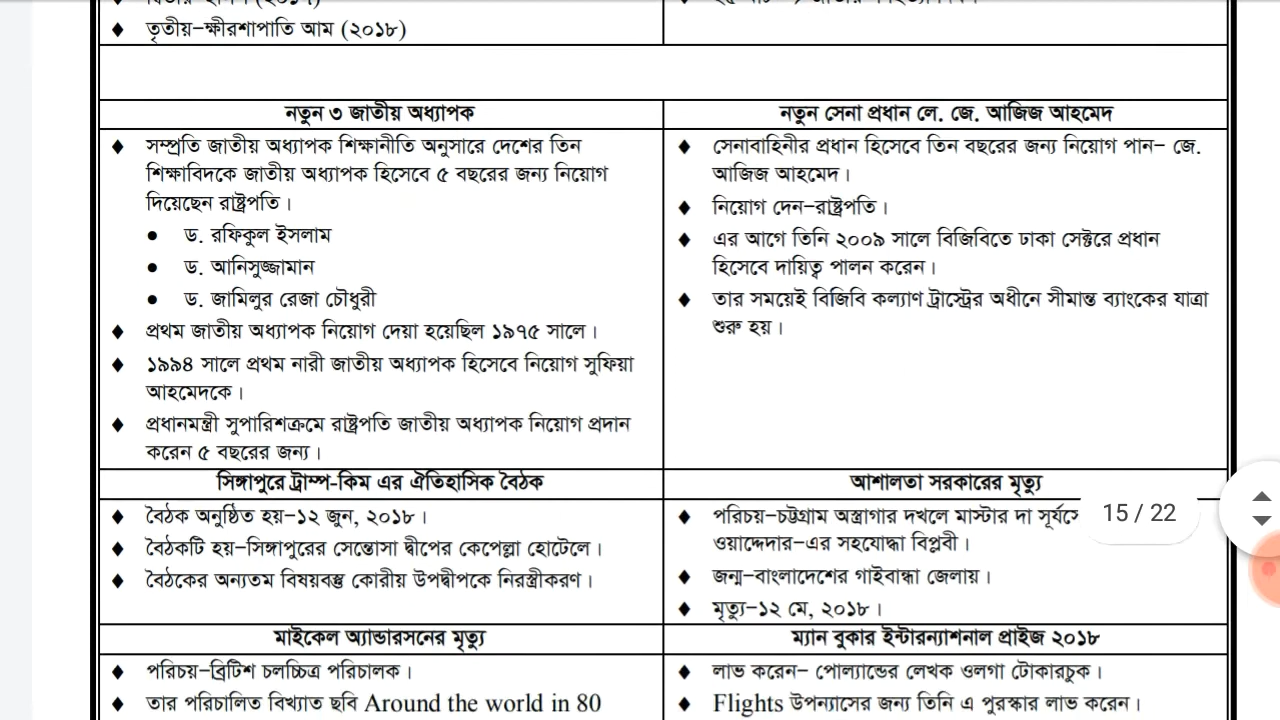 তৃতীয়–ক্ষীরশাপাতি আম (২০১৮)
নতুন ৩ জাতীয় অধ্যাপক
সম্প্রতি জাতীয় অধ্যাপক শিক্ষানীতি অনুসারে দেশের তিন
শিক্ষাবিদকে জাতীয় অধ্যাপক হিসেবে ৫ বছরের জন্য নিয়োগ
দিয়েছেন রাষ্ট্রপতি।
ড. রফিকুল ইসলাম
ড. আনিসুজ্জামান
ড. জামিলুর রেজা চৌধুরী
প্রথম জাতীয় অধ্যাপক নিয়োগ দেয়া হয়েছিল ১৯৭৫ সালে।
১৯৯৪ সালে প্রথম নারী জাতীয় অধ্যাপক হিসেবে নিয়োগ সুফিয়া
আহমেদকে।
প্রধানমন্ত্রী সুপারিশক্রমে রাষ্ট্রপতি জাতীয় অধ্যাপক নিয়োগ প্রদান
করেন ৫ বছরের জন্য।
নতুন সেনা প্রধান লে. জে. আজিজ আহমেদ
সেনাবাহিনীর প্রধান হিসেবে তিন বছরের জন্য নিয়োগ পান– জে.
আজিজ আহমেদ।
নিয়োগ দেন–রাষ্ট্রপতি।
এর আগে তিনি ২০০৯ সালে বিজিবিতে ঢাকা সেক্টরে প্রধান
হিসেবে দায়িত্ব পালন করেন।
তার সময়েই বিজিবি কল্যাণ ট্রাস্ট্রের অধীনে সীমান্ত ব্যাংকের যাত্রা
শুরু হয়।
সিঙ্গাপুরে ট্রাম্প-কিম এর ঐতিহাসিক বৈঠক
বৈঠক অনুষ্ঠিত হয়–১২ জুন, ২০১৮।
বৈঠকটি হয়–সিঙ্গাপুরের সেন্তোসা দ্বীপের কেপেল্লা হোটেলে।
বৈঠকের অন্যতম বিষয়বস্তু কোরীয় উপদ্বীপকে নিরস্ত্রীকরণ।
আশালতা সরকারের মৃত্যু
পরিচয়–চট্টগ্রাম অস্ত্রাগার দখলে মাস্টার দা
ওয়াদ্দেদার–এর সহযোদ্ধা বিপ্লবী।
জন্ম–বাংলাদেশের গাইবান্ধা জেলায়।
মৃত্যু–১২ মে, ২০১৮।
15 / 22
মাইকেল অ্যান্ডারসনের মৃত্যু
পরিচয়–ব্রিটিশ চলচ্চিত্র পরিচালক।
তার পরিচালিত বিখ্যাত ছবি Around the world in 80
ম্যান বুকার ইন্টারন্যাশনাল প্রাইজ ২০১৮
লাভ করেন– পোল্যান্ডের লেখক ওলগা টোকারচুক।
Flights উপন্যাসের জন্য তিনি এ পুরস্কার লাভ করেন।